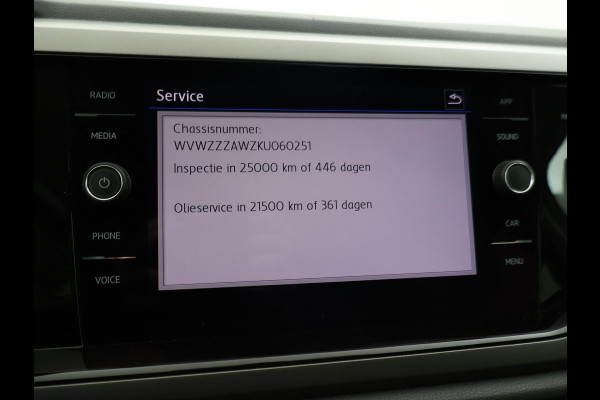 RADIO
MEDIA
PHONE
VOICE
Service
Chassisnummer:
WVWZZZAWZKU060251
Inspectie in 25000 km of 446 dagen
Olieservice in 21500 km of 361 dagen
APP
SOUND
CAR
MENU